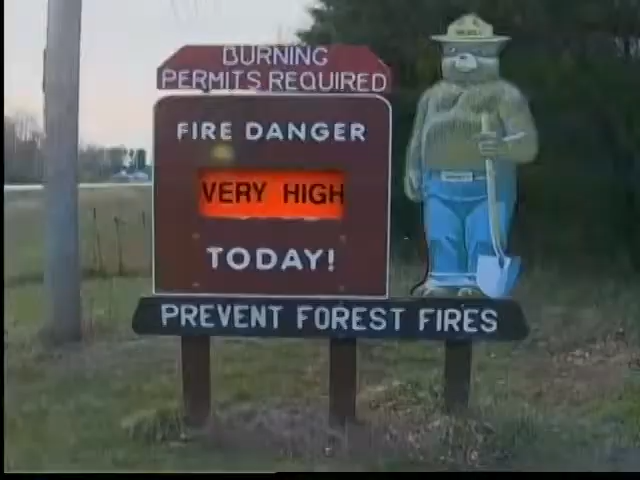 BURNING
PERMITS REQUIRED
FIRE DANGER
VERY HIGH
TODAY!
PREVENT FOREST FIRES